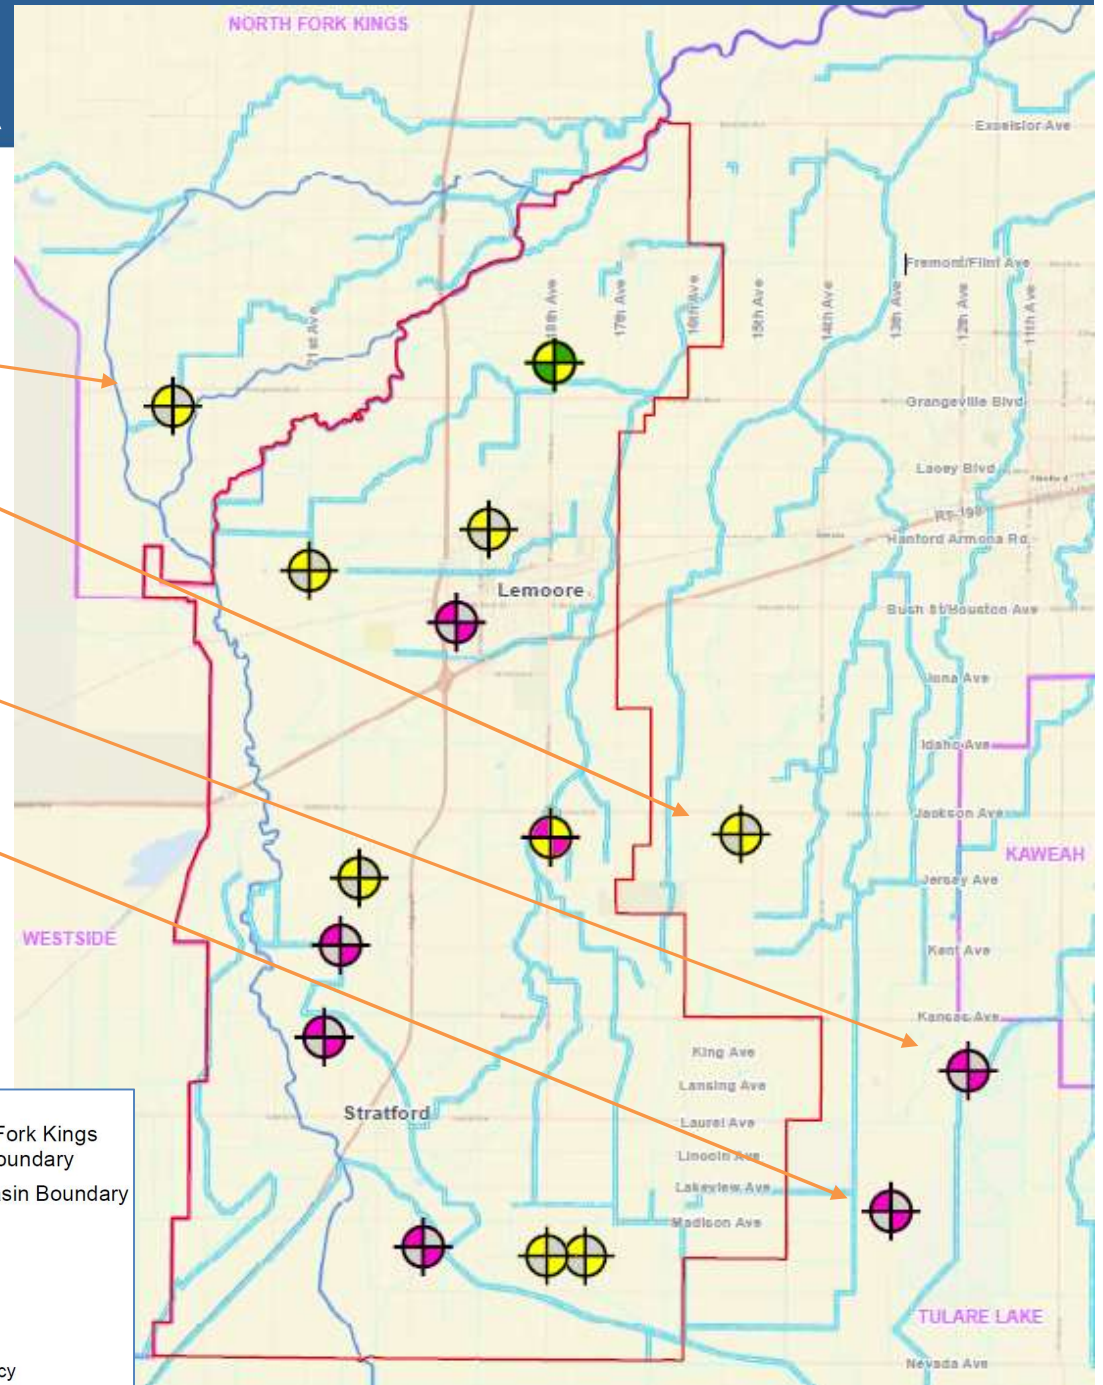 NORTH FORK KINGS
Excelsior Ave
Fremont/Flint Ave
21st Ave
18th Ave
17th Ave
16th Ave
15th Ave
14th Ave
13th Ave
12th Ave
11th Ave
Grangeville Blvd
Lacey Blvd
RT-198
Hanford Armona Rd
Lemoore
Bush St/Houston Ave
Iona Ave
Idaho Ave
Jackson Ave
KAWEAH
Jersey Ave
WESTSIDE
Kent Ave
Kansas Ave
King Ave
Lansing Ave
Stratford
Laurel Ave
Lincoln Ave
Lakeview Ave
Madison Ave
Fork Kings
oundary
sin Boundary
TULARE LAKE
Nevada Ave
cy